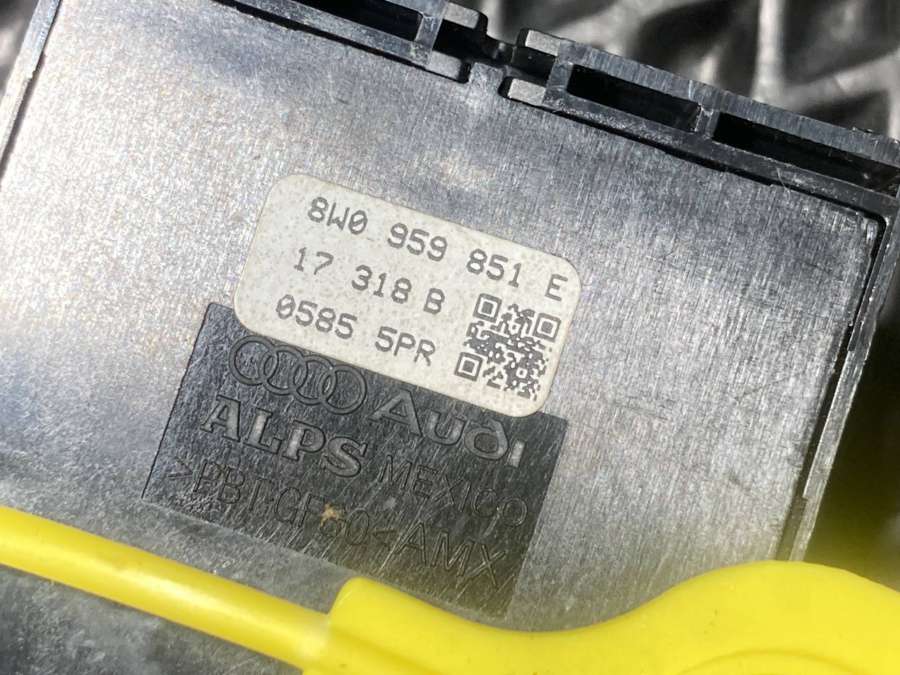 8W0 959 851 E
17 318 B
0585 5PR
Audi
ALPS MEXICO
>PBT-GF30<AMX